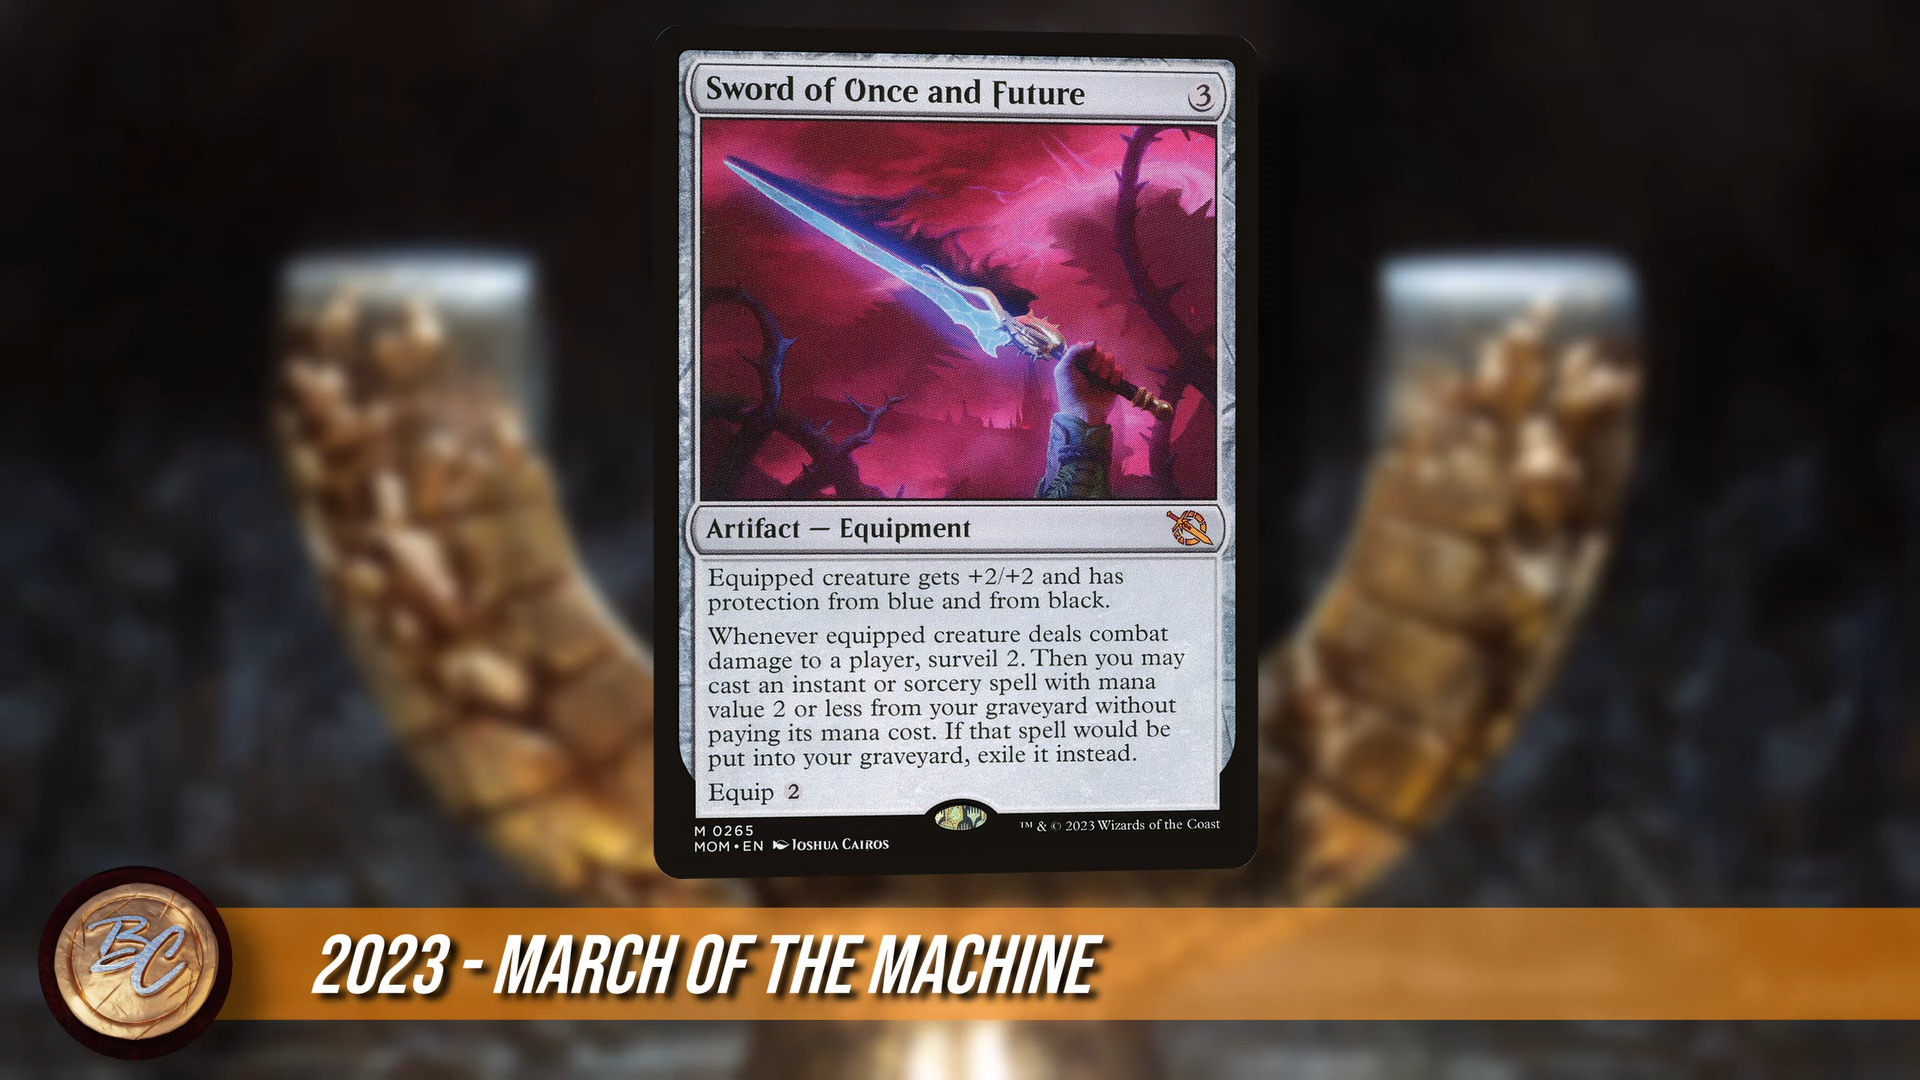 Sword of Once and Future 3
Artifact — Equipment
Equipped creature gets +2/+2 and has
protection from blue and from black.
Whenever equipped creature deals combat
damage to a player, surveil 2. Then you may
cast an instant or sorcery spell with mana
value 2 or less from your graveyard without
paying its mana cost. If that spell would be
put into your graveyard, exile it instead.
Equip 2
M 0265
MOM • EN Joshua Cairos
™ & © 2023 Wizards of the Coast
BC
2023 - MARCH OF THE MACHINE